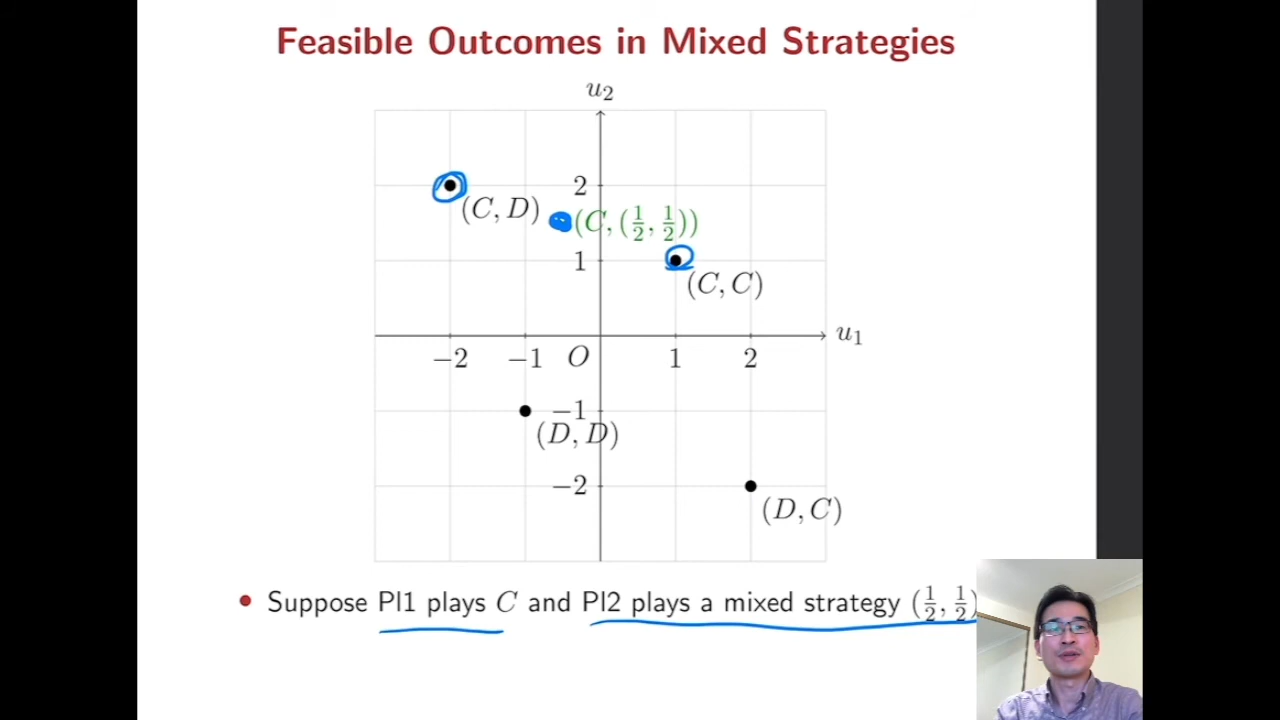 Feasible Outcomes in Mixed Strategies
u₂
2
(C, D)
(C, (½, ½))
1
(C, C)
u₁
−2 −1 O 1 2
−1
(D, D)
−2
(D, C)
• Suppose Pl1 plays C and Pl2 plays a mixed strategy (½, ½)